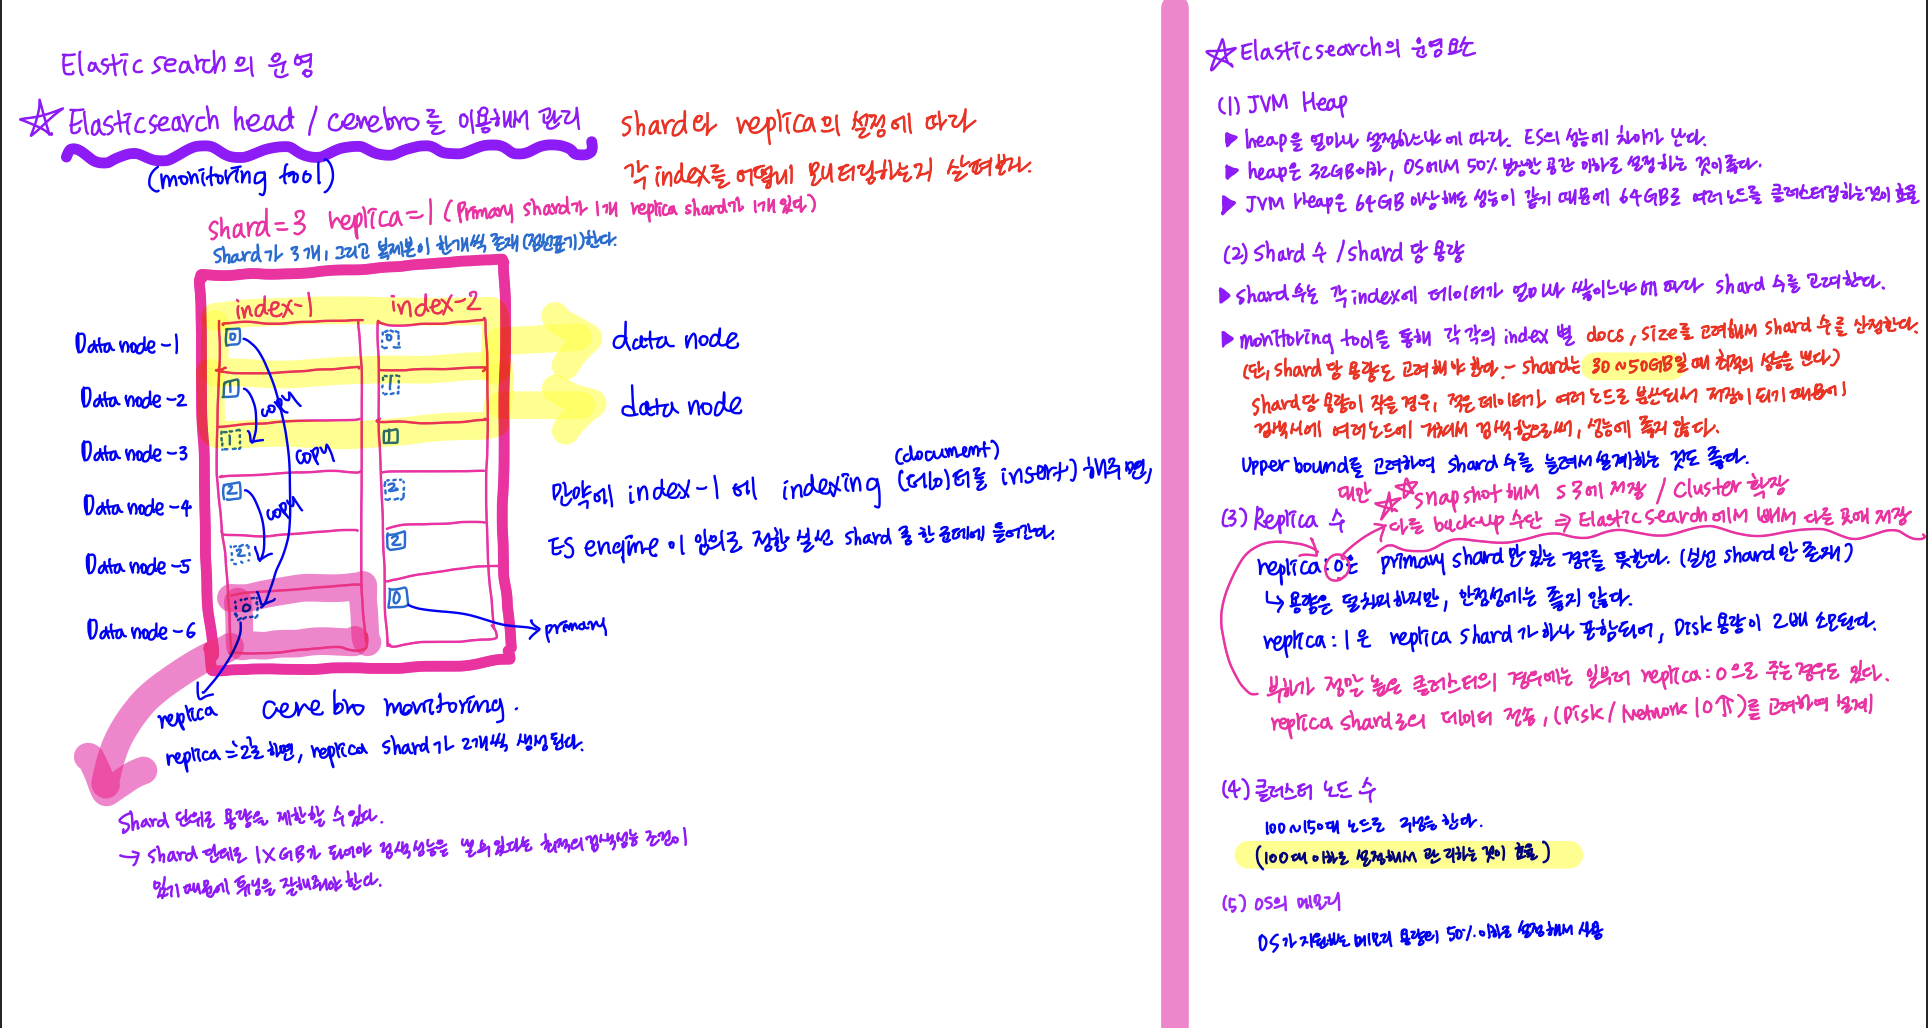 Elastic search의 운영
☆ Elasticsearch head / cerebro를 이용해서 관리
(monitoring tool)
shard와 replica의 설정에 따라
각 index를 어떻게 모니터링하는지 살펴본다.
shard=3 replica=1 (Primary shard가 1개 replica shard가 1개 있다)
Shard가 3개, 그리고 복제본이 한개씩 존재(점선표기)한다.
index-1 index-2
Data node-1 0 0 data node
Data node-2 1 1 data node
copy
Data node-3 1 1
copy
Data node-4 2 2
copy
Data node-5 2 2
Data node-6 0 0
primary
replica
cerebro monitoring.
replica=2로 하면, replica shard가 2개씩 생성된다.
(document)
만약에 index-1에 indexing (데이터를 insert) 해주면,
ES engine이 임의로 정한 실선 shard 중 한 군데에 들어간다.
Shard 단위로 용량을 제한할 수 있다.
→ shard 단위로 1XGB가 되어야 검색성능을 낼 수 있다는 최적의 검색성능 조건이
있기 때문에 튜닝을 잘해줘야 한다.
☆ Elasticsearch의 운영요소
(1) JVM Heap
▶ heap을 얼마나 설정하느냐에 따라. ES의 성능에 차이가 난다.
▶ heap은 32GB이하, OS에서 50% 할당한 공간 이하로 설정하는 것이 좋다.
▶ JVM Heap은 64GB 이상해도 성능이 같기 때문에 64GB로 여러노드를 클러스터링하는것이 효율
(2) Shard 수 / shard 당 용량
▶ shard 수는 각 index에 데이터가 얼마나 쌓이느냐에 따라 shard 수를 고려한다.
▶ monitoring tool을 통해 각각의 index 별 docs, size를 고려해서 shard 수를 산정한다.
(단, shard 당 용량도 고려해야 한다. - Shard는 30~50GB일 때 최적의 성능을 낸다)
Shard당 용량이 작을 경우, 적은 데이터가 여러 노드로 분산되서 저장이 되기 때문에
검색시에 여러노드에 거쳐서 검색함으로써, 성능에 좋지 않다.
Upper bound를 고려하여 shard 수를 늘려서 설계하는 것도 좋다.
대안 ☆☆ Snapshot해서 S3에 저장 / Cluster 확장
(3) Replica 수
다른 back-up 수단 ⇒ Elastic Search에서 빼서 다른 곳에 저장
replica:0은 primary shard만 있는 경우를 뜻한다. (실선 shard만 존재)
↳ 용량은 덜차지하지만, 안정성에는 좋지 않다.
replica:1은 replica shard가 하나 포함되어, Disk 용량이 2배 소모된다.
부하가 정말 높은 클러스터의 경우에는 일부러 replica:0으로 주는 경우도 있다.
replica shard로의 데이터 전송, (Disk/Network IO↑)를 고려하여 설계
(4) 클러스터 노드 수
100~150대 노드로 구성을 한다.
(100대 이하로 설정해서 관리하는 것이 효율)
(5) OS의 메모리
OS가 지원하는 메모리 용량의 50% 이하로 설정해서 사용